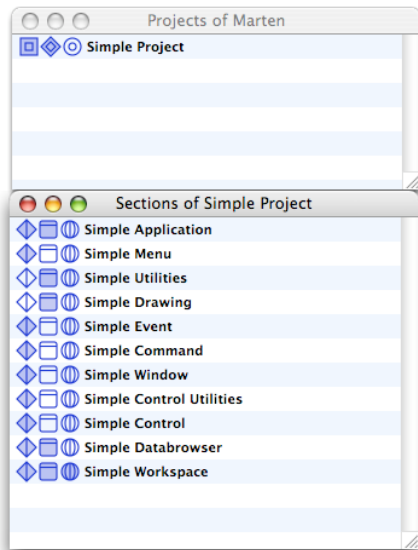 Projects of Marten
Simple Project
Sections of Simple Project
Simple Application
Simple Menu
Simple Utilities
Simple Drawing
Simple Event
Simple Command
Simple Window
Simple Control Utilities
Simple Control
Simple Databrowser
Simple Workspace